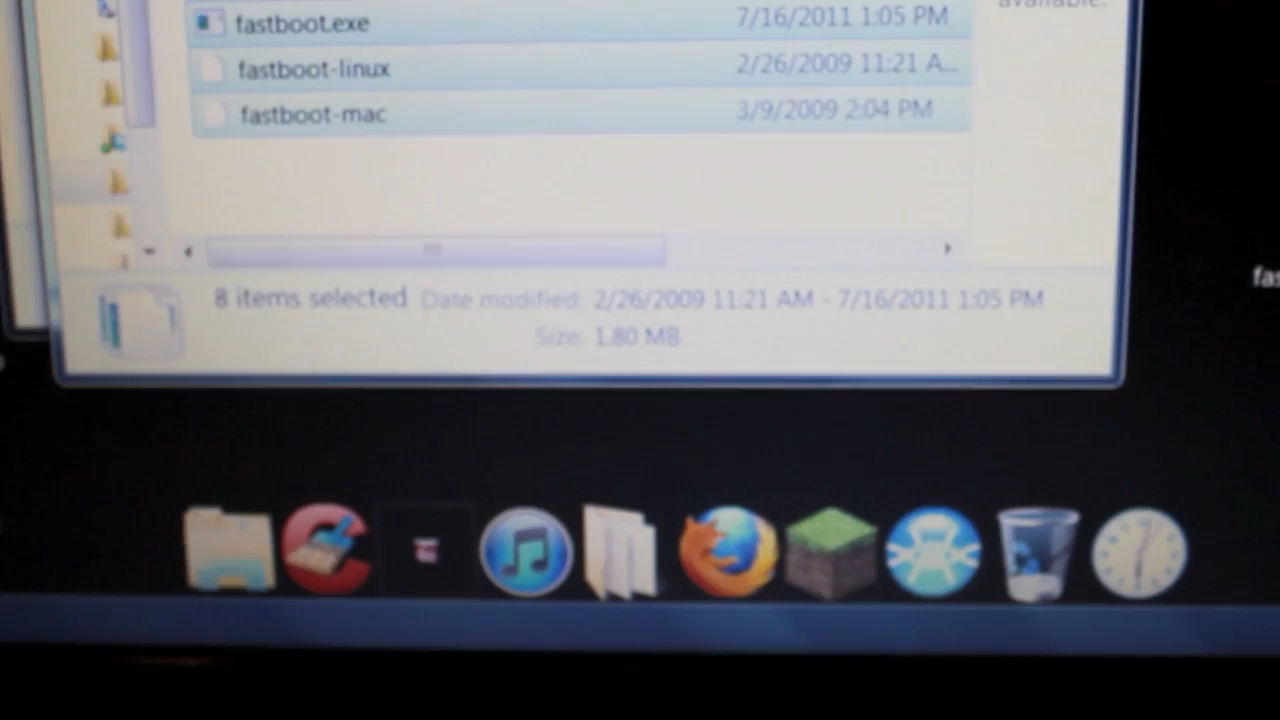 available.
fastboot.exe 7/16/2011 1:05 PM
fastboot-linux 2/26/2009 11:21 A...
fastboot-mac 3/9/2009 2:04 PM
fas
8 items selected Date modified: 2/26/2009 11:21 AM - 7/16/2011 1:05 PM
Size: 1.80 MB